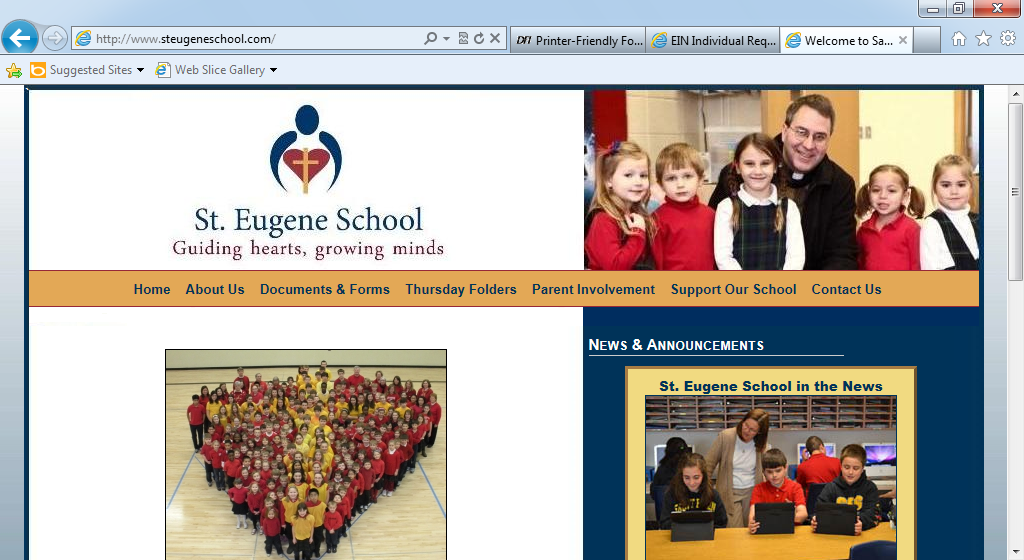 http://www.steugeneschool.com/
Printer-Friendly Fo...
EIN Individual Req...
Welcome to Sa...
Suggested Sites
Web Slice Gallery
St. Eugene School
Guiding hearts, growing minds
Home About Us Documents & Forms Thursday Folders Parent Involvement Support Our School Contact Us
NEWS & ANNOUNCEMENTS
St. Eugene School in the News